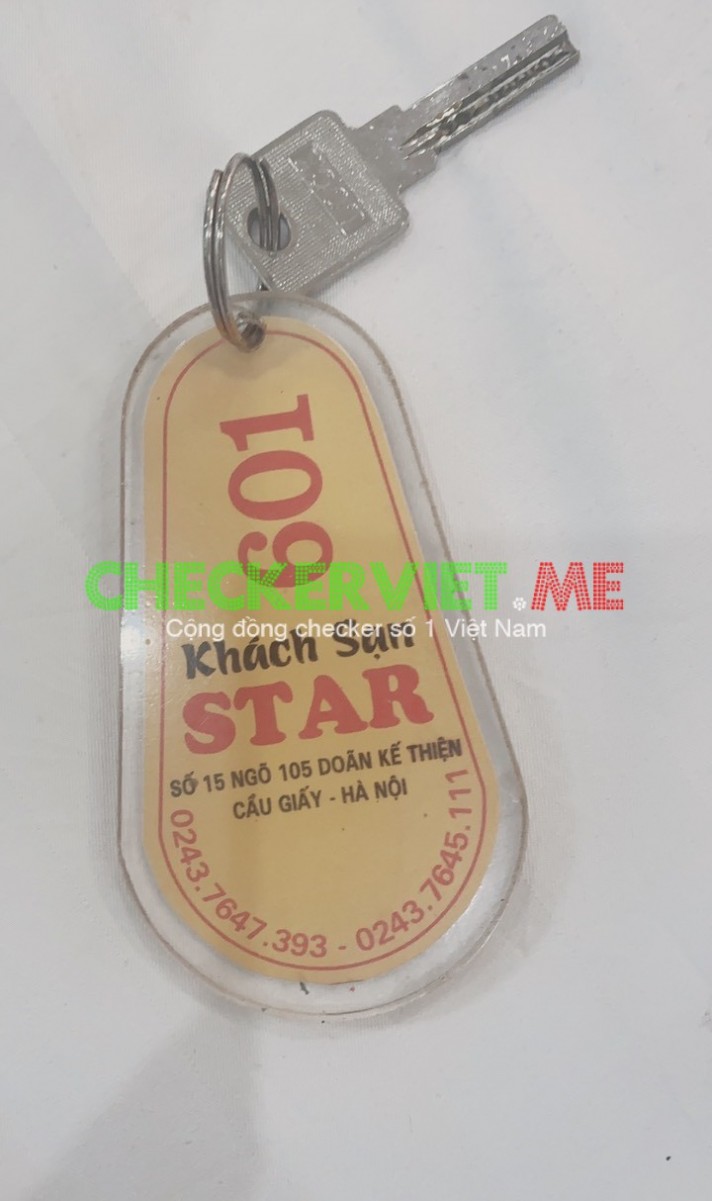 601
CHECKERVIET.ME
Cộng đồng checker số 1 Việt Nam
Khách Sạn
STAR
SỐ 15 NGÕ 105 DOÃN KẾ THIỆN
CẦU GIẤY - HÀ NỘI
0243.7647.393 - 0243.7645.111